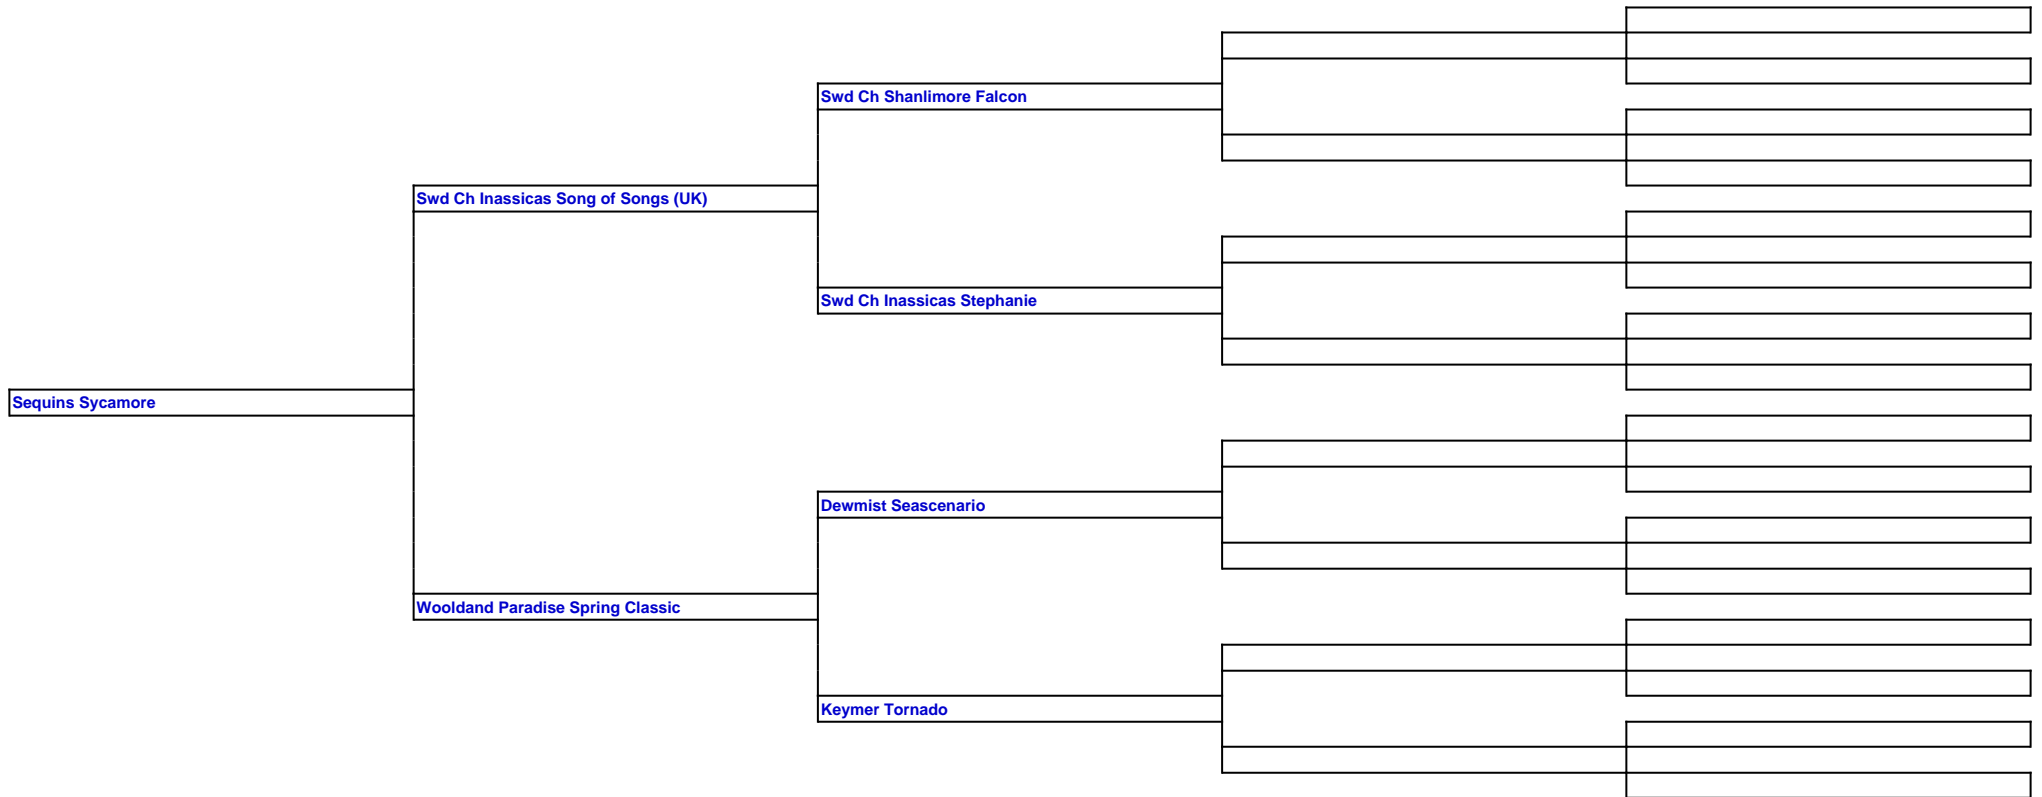 Swd Ch Shanlimore Falcon
Swd Ch Inassicas Song of Songs (UK)
Swd Ch Inassicas Stephanie
Sequins Sycamore
Dewmist Seascenario
Wooldand Paradise Spring Classic
Keymer Tornado